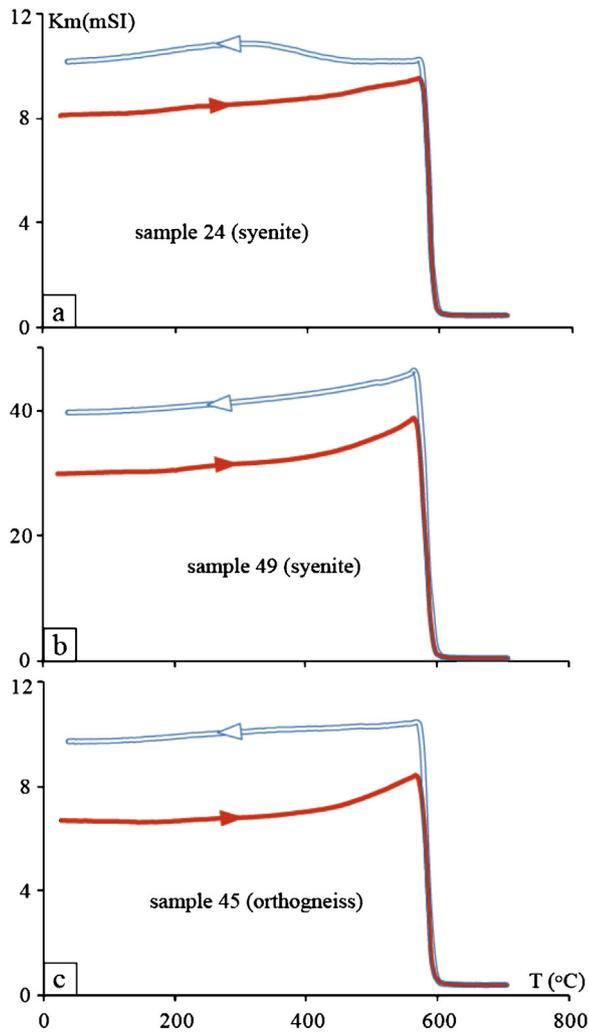 12
Km(mSI)
8
4
sample 24 (syenite)
a
0
40
20
sample 49 (syenite)
b
0
12
8
4
sample 45 (orthogneiss)
c
T (°C)
0
0 200 400 600 800